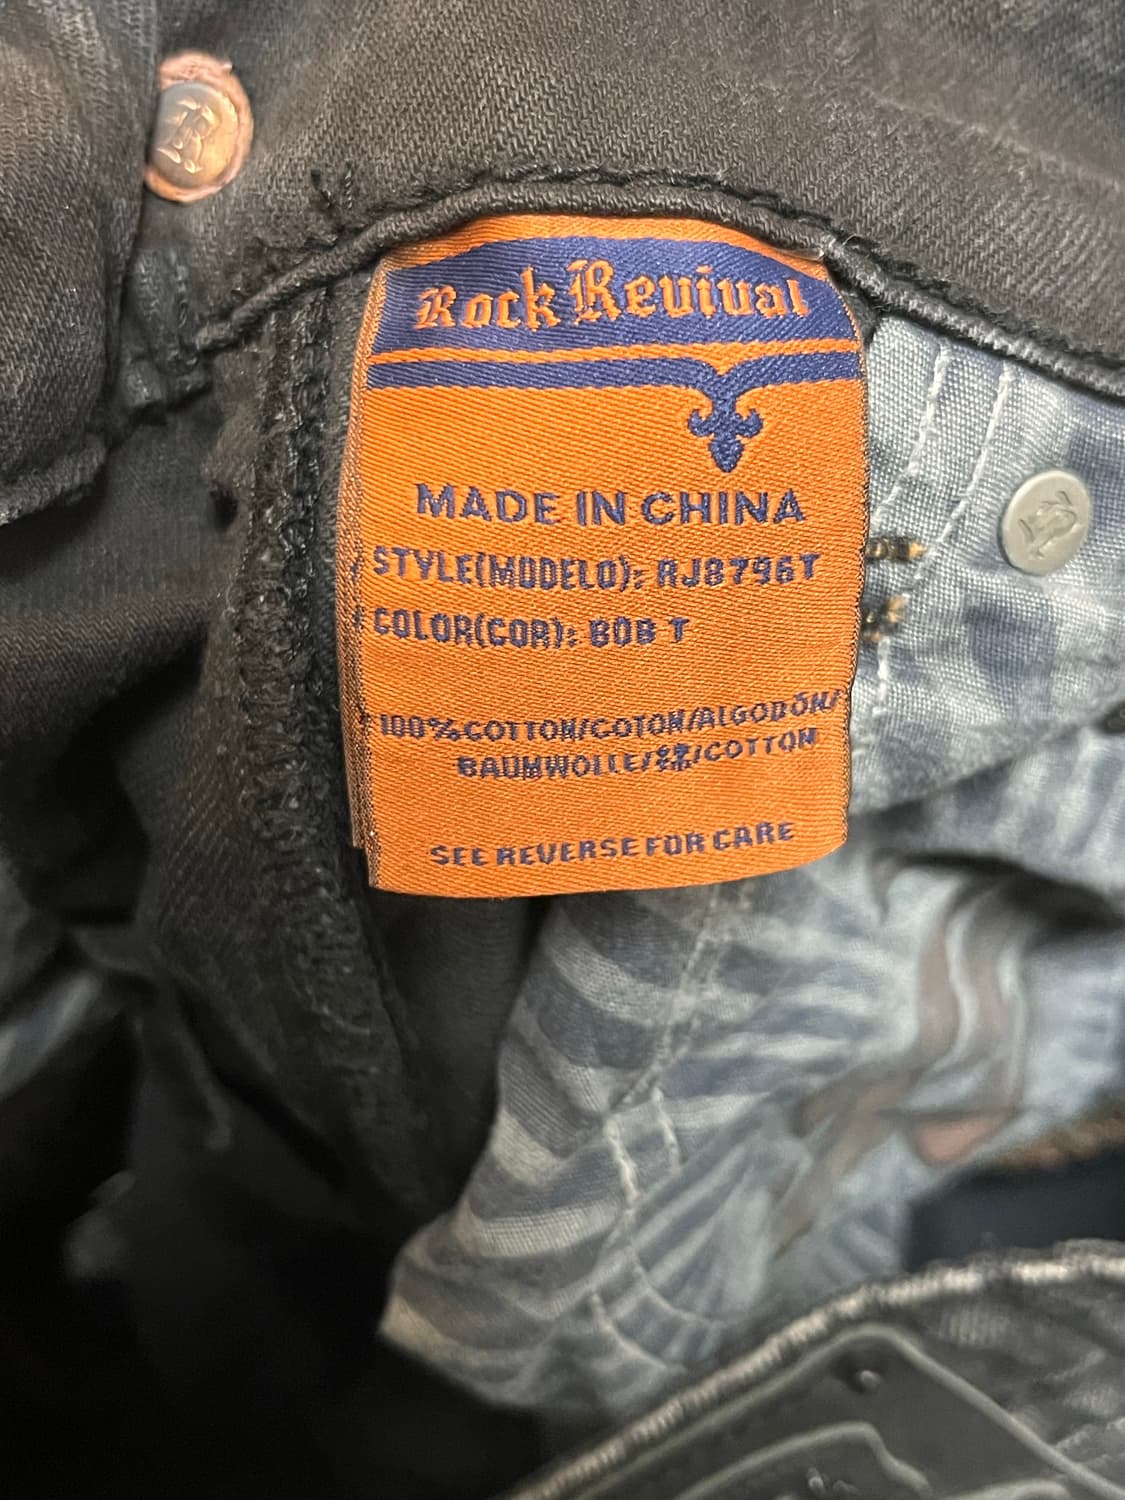 Rock Revival
MADE IN CHINA
STYLE(MODELO): RJ8796T
COLOR(COR): BOB T
100%COTTON/COTON/ALGODÓN/
BAUMWOLLE/棉/COTTON
SEE REVERSE FOR CARE